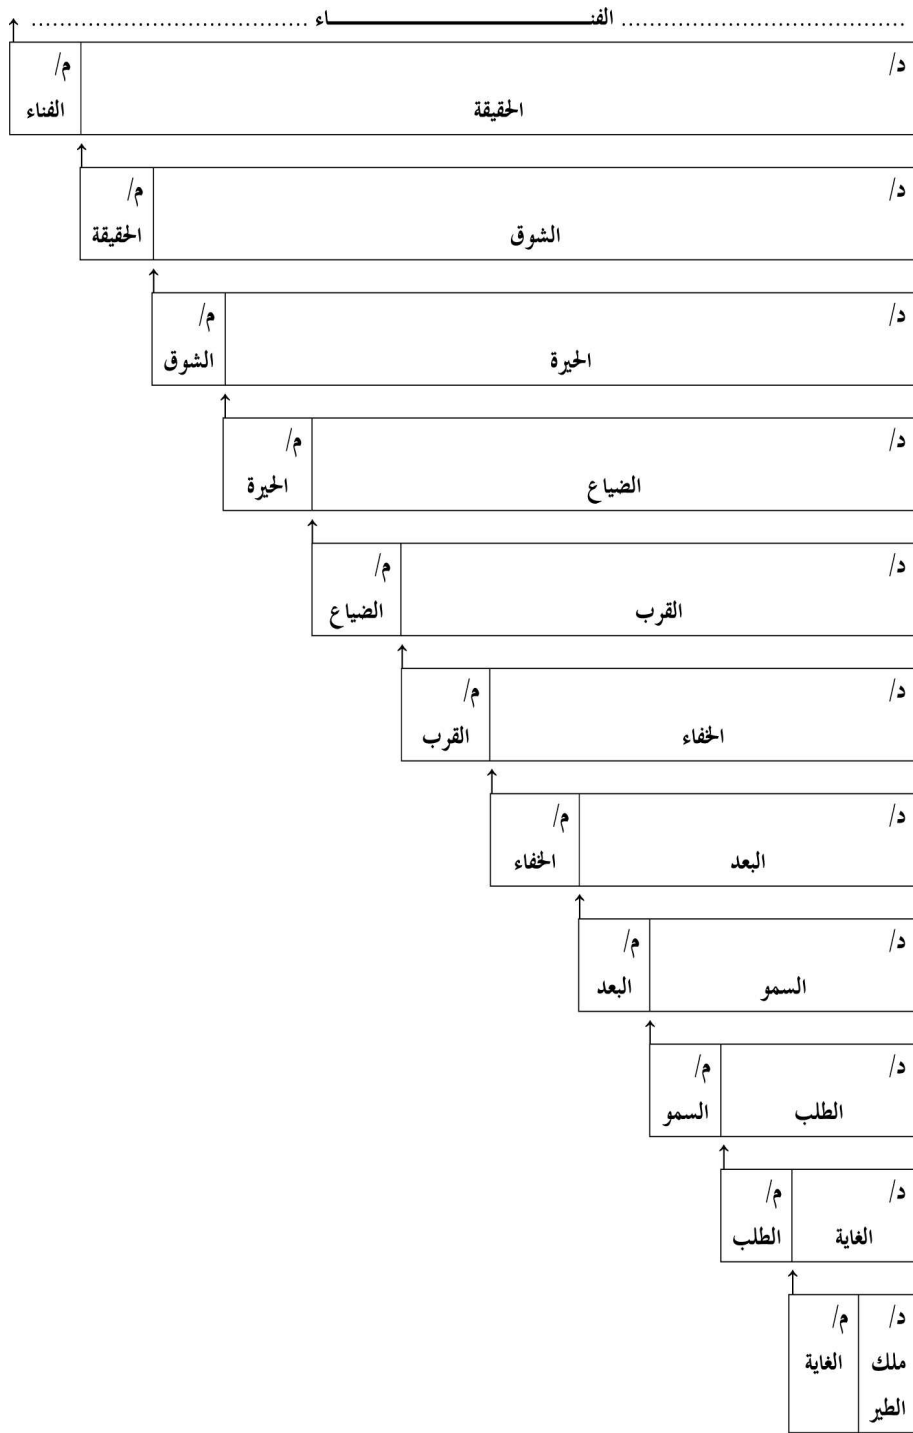 ........ الفنـــــــــاء ........
د/ م/
الحقيقة الفناء
د/ م/
الشوق الحقيقة
د/ م/
الحيرة الشوق
د/ م/
الضياع الحيرة
د/ م/
القرب الضياع
د/ م/
الخفاء القرب
د/ م/
البعد الخفاء
د/ م/
السمو البعد
د/ م/
الطلب السمو
د/ م/
الغاية الطلب
د/ م/
ملك الغاية
الطير